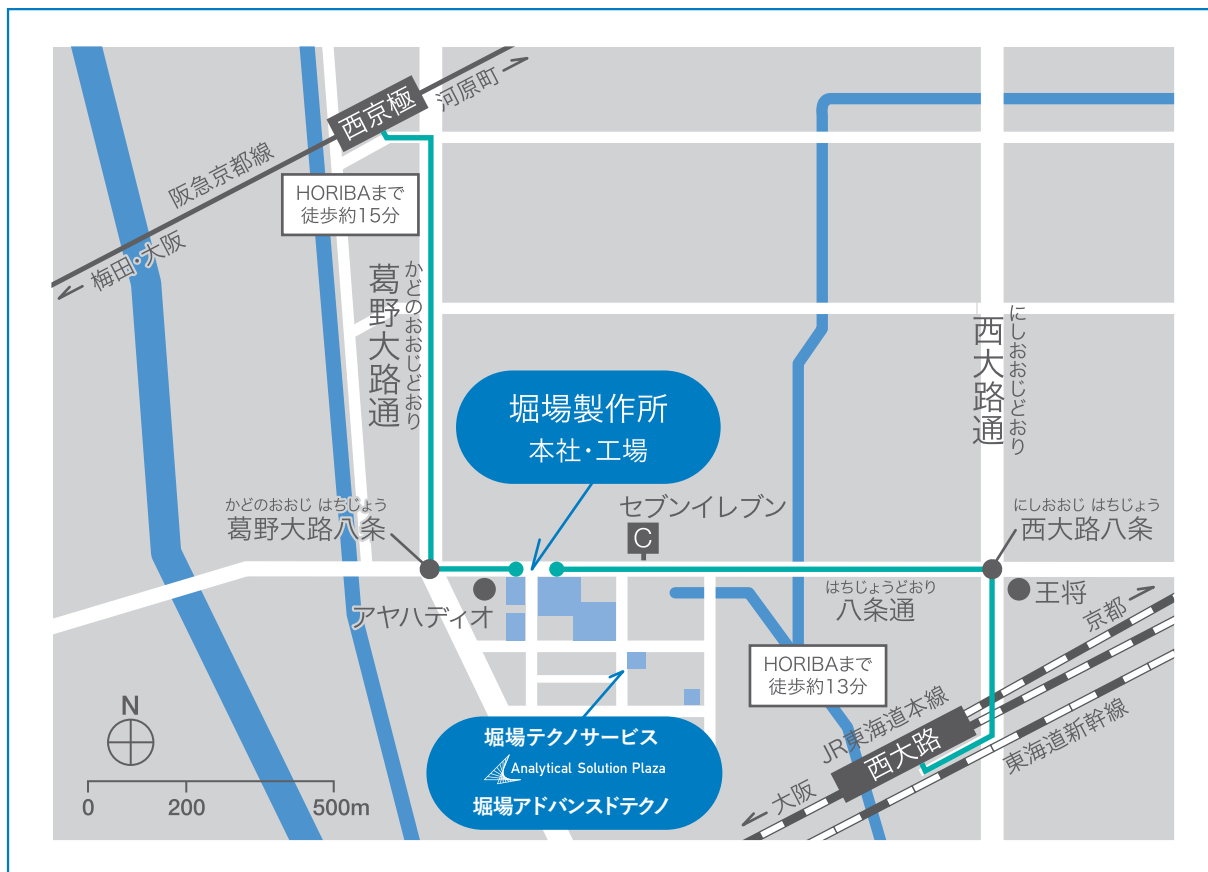 河原町
西京極
阪急京都線
HORIBAまで
徒歩約15分
梅田・大阪
かどのおおじどおり
葛野大路通
にしおおじどおり
西大路通
堀場製作所
本社・工場
セブンイレブン
C
かどのおおじ はちじょう
葛野大路八条
にしおおじ はちじょう
西大路八条
アヤハディオ
はちじょうどおり
八条通
王将
京都
HORIBAまで
徒歩約13分
JR東海道本線
西大路
東海道新幹線
大阪
堀場テクノサービス
Analytical Solution Plaza
堀場アドバンスドテクノ
N
0 200 500m